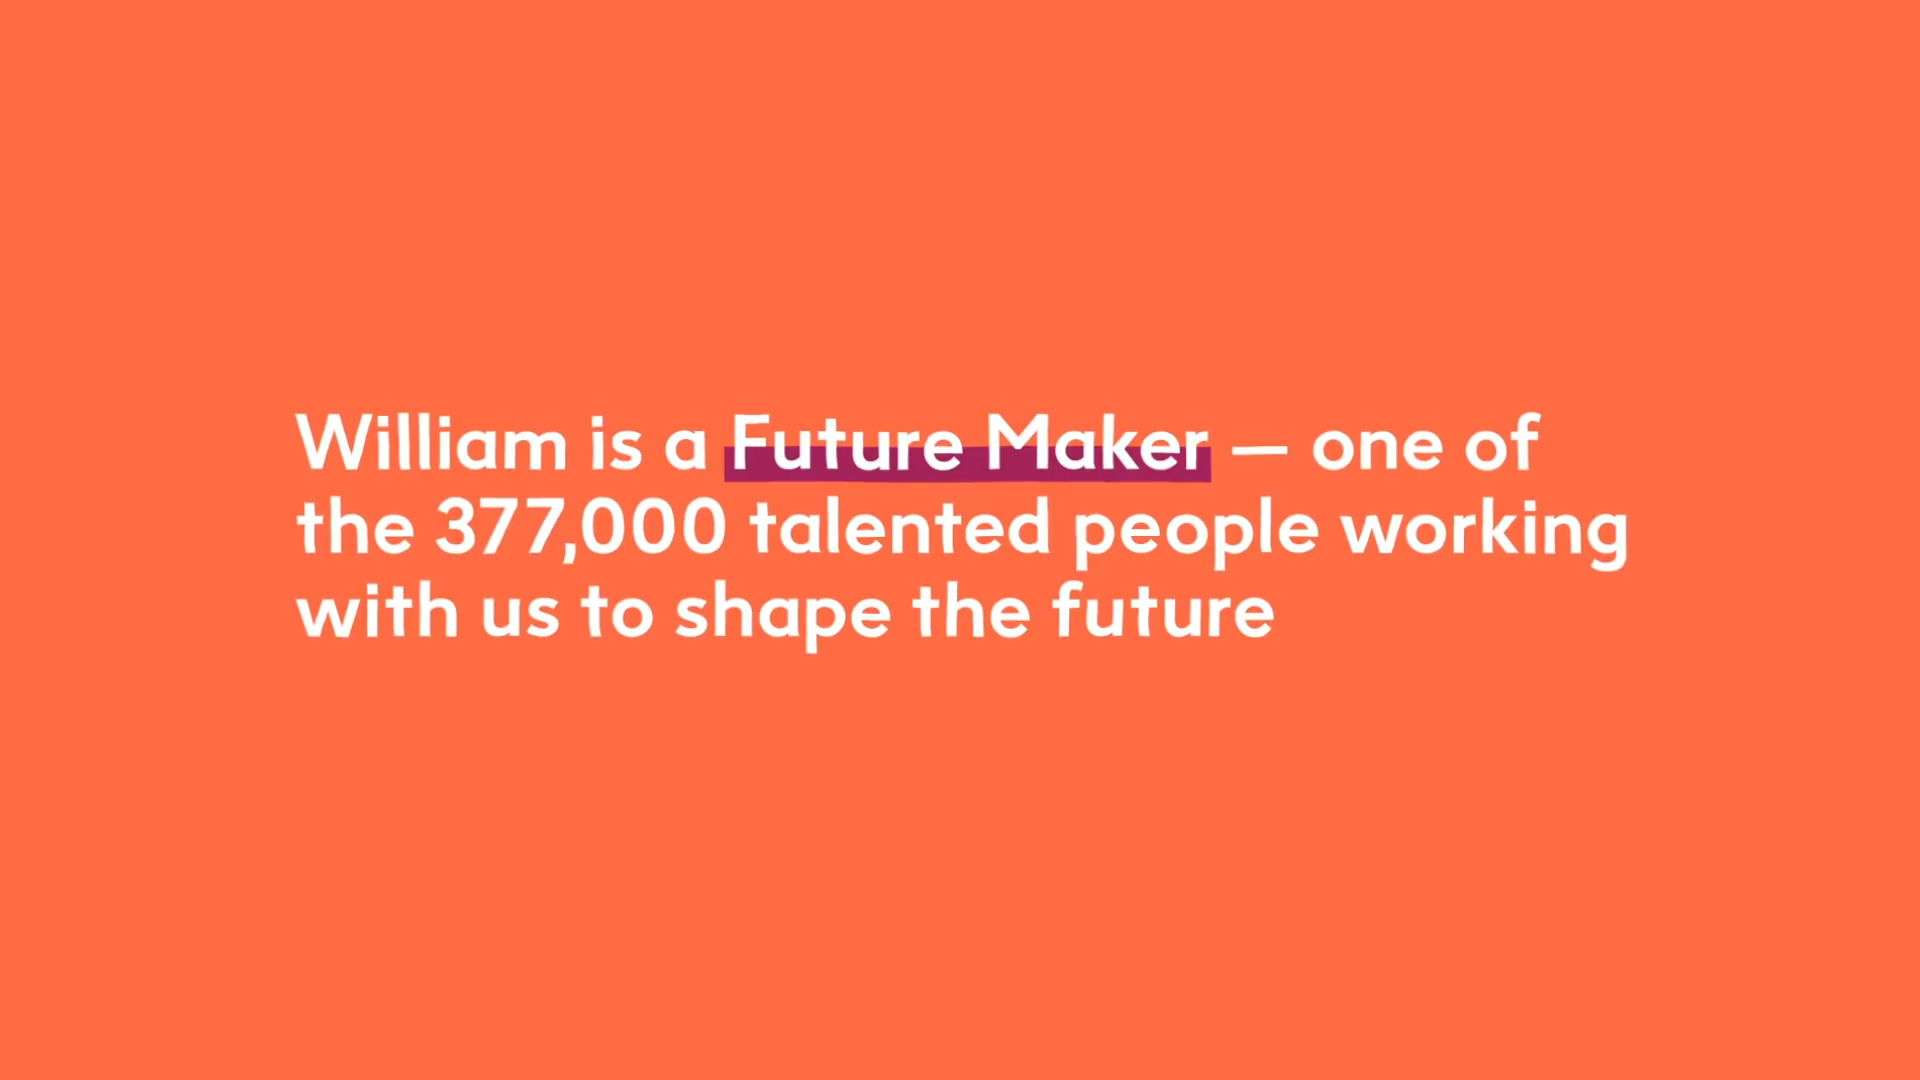 William is a Future Maker — one of
the 377,000 talented people working
with us to shape the future